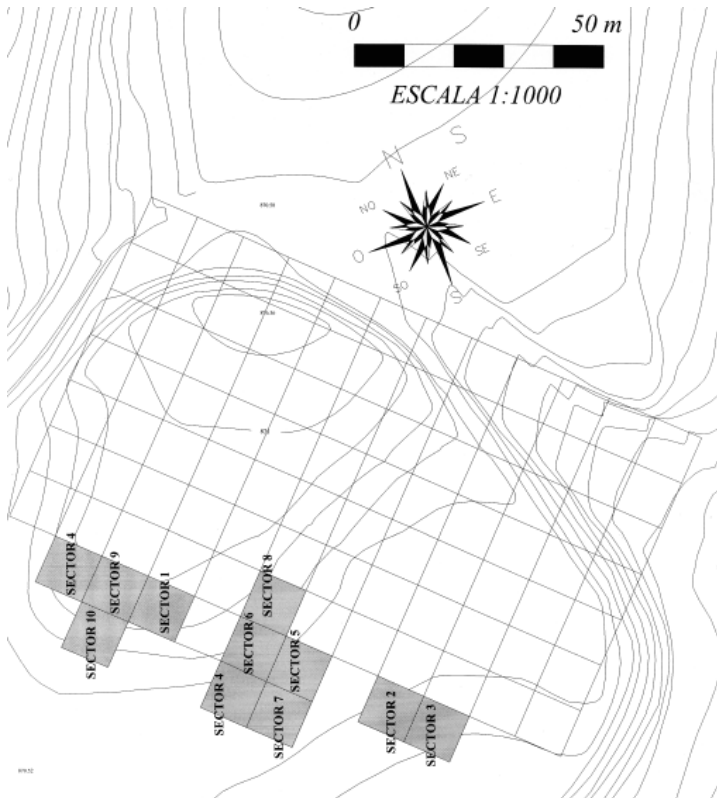 0 50 m
ESCALA 1:1000
S
N
NE
E
NO
SE
O
SO
S
SECTOR 4
SECTOR 9
SECTOR 1
SECTOR 10
SECTOR 8
SECTOR 6
SECTOR 5
SECTOR 4
SECTOR 7
SECTOR 2
SECTOR 3